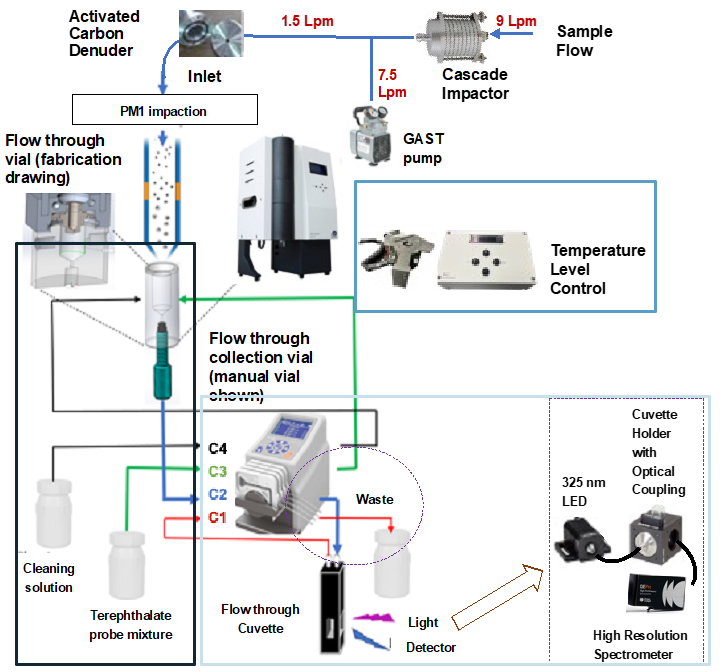 Activated
Carbon
Denuder
1.5 Lpm
9 Lpm
Sample
Flow
Inlet
7.5
Lpm
Cascade
Impactor
PM1 impaction
GAST
pump
Flow through
vial (fabrication
drawing)
Temperature
Level
Control
Flow through
collection vial
(manual vial
shown)
Cuvette
Holder
with
Optical
Coupling
C4
C3
C2
C1
Waste
325 nm
LED
Cleaning
solution
Terephthalate
probe mixture
Flow through
Cuvette
Light
Detector
High Resolution
Spectrometer